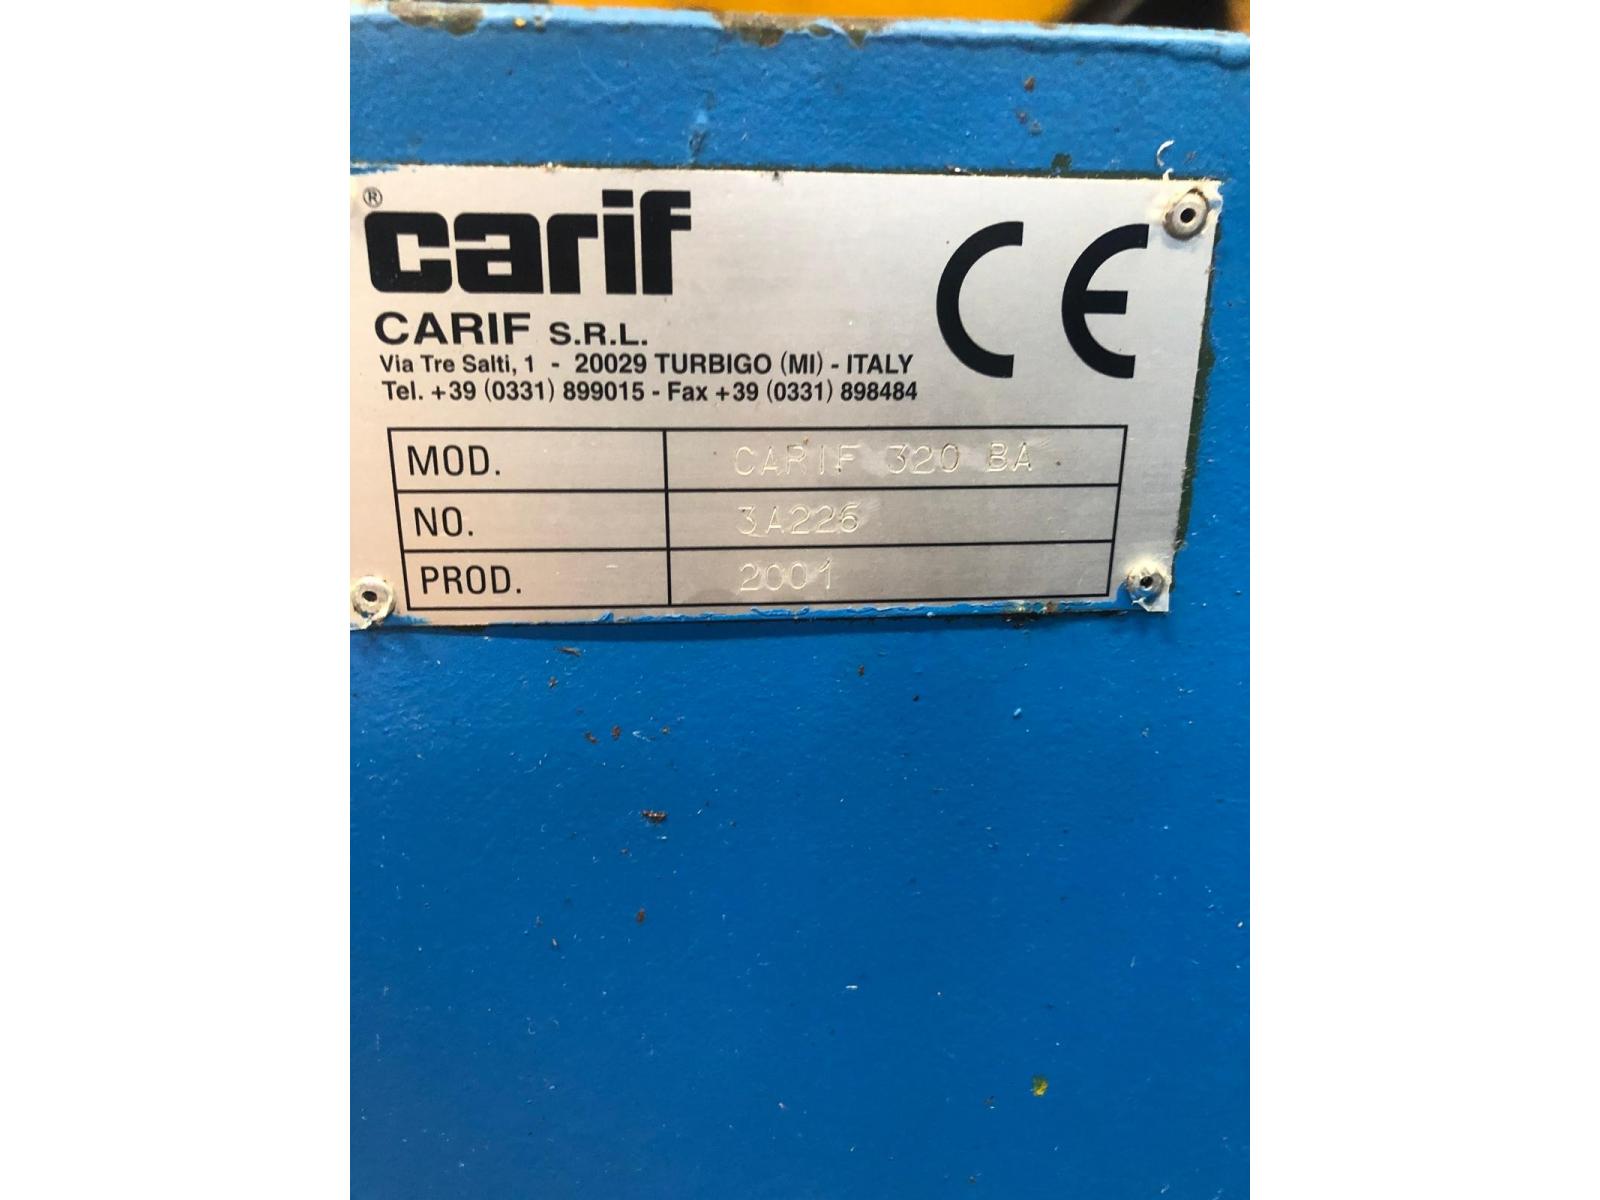 ®
carif
CE
CARIF S.R.L.
Via Tre Salti, 1 - 20029 TURBIGO (MI) - ITALY
Tel. +39 (0331) 899015 - Fax +39 (0331) 898484
MOD. CARIF 320 BA
NO. 3A226
PROD. 2001